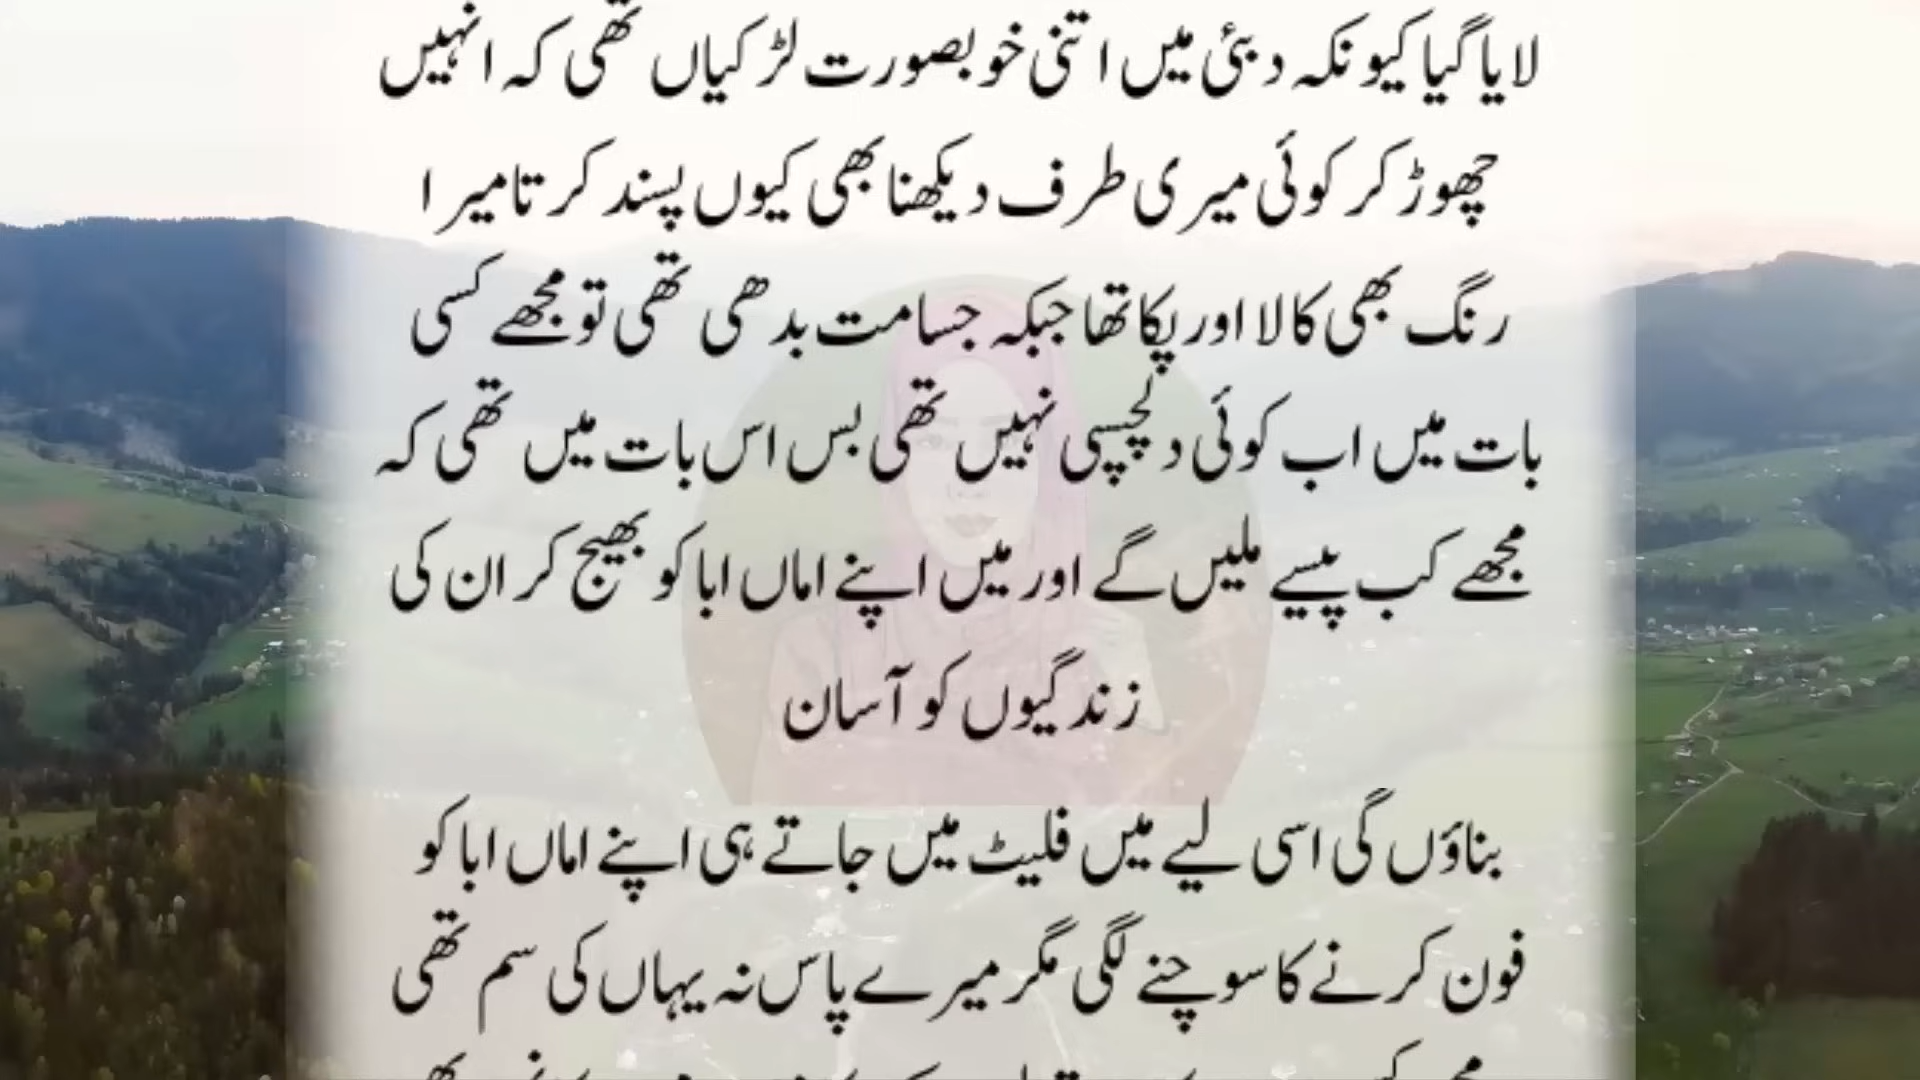 لایا گیا کیونکہ دبئی میں اتنی خوبصورت لڑکیاں تھی کہ انہیں
چھوڑ کر کوئی میری طرف دیکھنا بھی کیوں پسند کرتا میرا
رنگ بھی کالا اور پکا تھا جبکہ جسامت بدھی تھی تو مجھے کسی
بات میں اب کوئی دلچسپی نہیں تھی بس اس بات میں تھی کہ
مجھے کب پیسے ملیں گے اور میں اپنے اماں ابا کو بھیج کر ان کی
زندگیوں کو آسان
بناؤں گی اسی لیے میں فلیٹ میں جاتے ہی اپنے اماں ابا کو
فون کرنے کا سوچنے لگی مگر میرے پاس نہ یہاں کی سم تھی